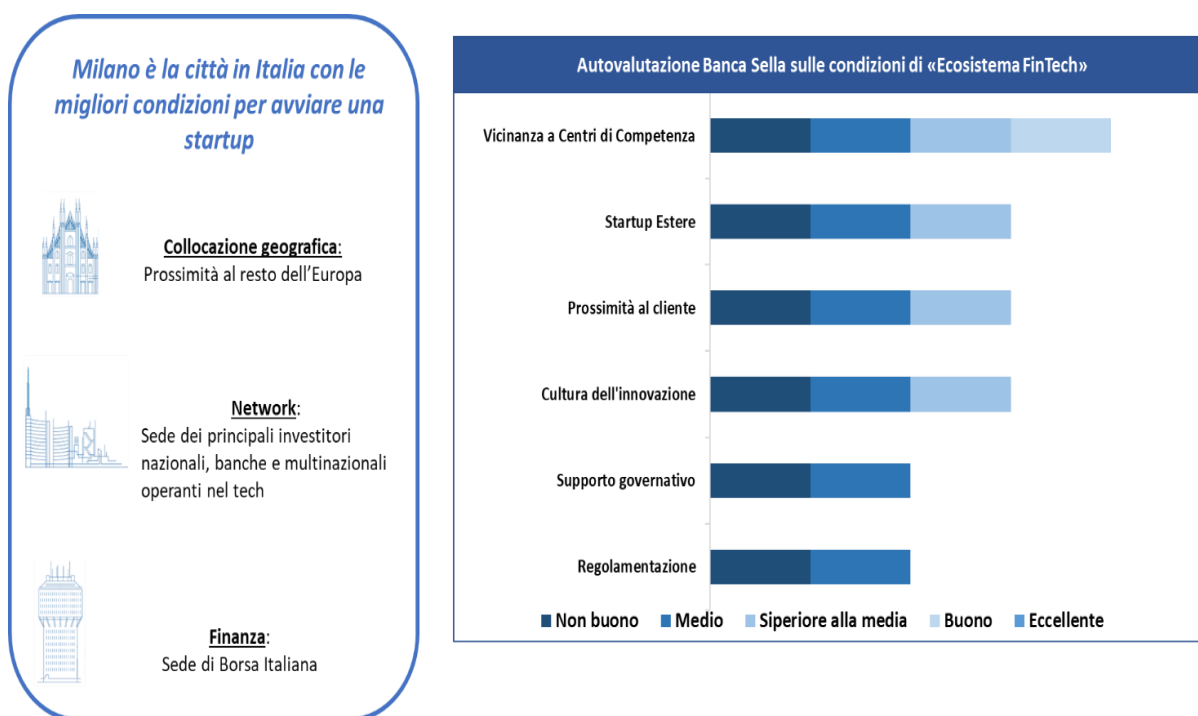 Milano è la città in Italia con le
migliori condizioni per avviare una
startup
Collocazione geografica:
Prossimità al resto dell'Europa
Network:
Sede dei principali investitori
nazionali, banche e multinazionali
operanti nel tech
Finanza:
Sede di Borsa Italiana
Autovalutazione Banca Sella sulle condizioni di «Ecosistema FinTech»
Vicinanza a Centri di Competenza
Startup Estere
Prossimità al cliente
Cultura dell'innovazione
Supporto governativo
Regolamentazione
Non buono Medio Siperiore alla media Buono Eccellente